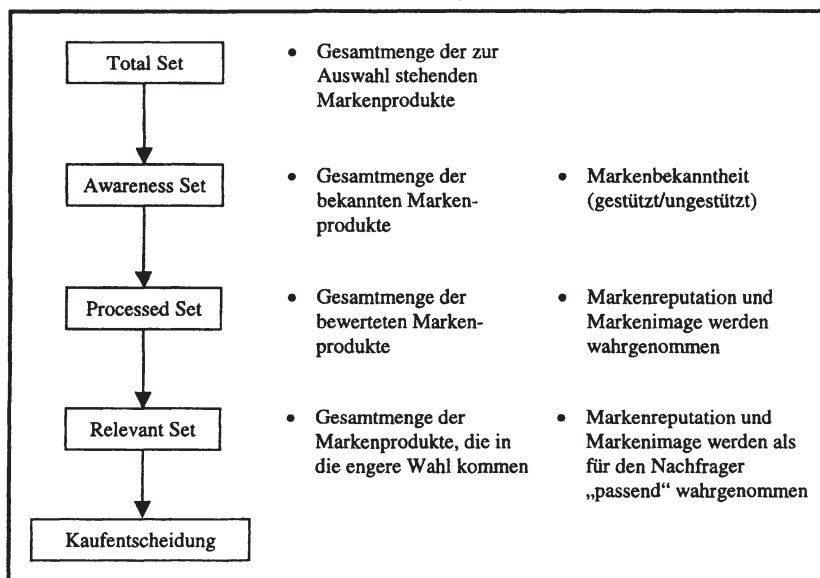 Total Set
• Gesamtmenge der zur
Auswahl stehenden
Markenprodukte
Awareness Set
• Gesamtmenge der
bekannten Marken-
produkte
• Markenbekanntheit
(gestützt/ungestützt)
Processed Set
• Gesamtmenge der
bewerteten Marken-
produkte
• Markenreputation und
Markenimage werden
wahrgenommen
Relevant Set
• Gesamtmenge der
Markenprodukte, die in
die engere Wahl kommen
• Markenreputation und
Markenimage werden als
für den Nachfrager
„passend“ wahrgenommen
Kaufentscheidung